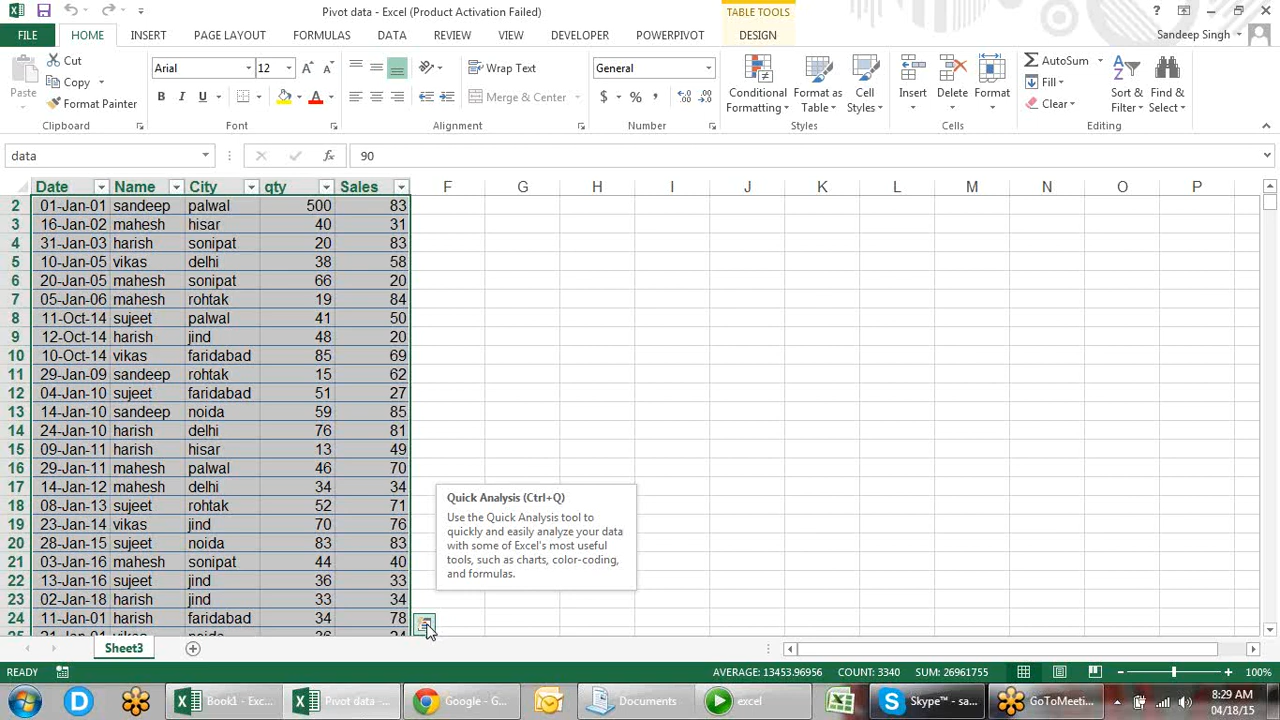 Pivot data - Excel (Product Activation Failed)
TABLE TOOLS
?
FILE HOME INSERT PAGE LAYOUT FORMULAS DATA REVIEW VIEW DEVELOPER POWERPIVOT DESIGN Sandeep Singh
Paste
Cut
Copy
Format Painter
Clipboard
Arial 12
B I U
Font
Wrap Text
Merge & Center
Alignment
General
$ % ,
Number
Conditional Formatting
Format as Table
Cell Styles
Styles
Insert
Delete
Format
Cells
AutoSum
Fill
Clear
Sort & Filter
Find & Select
Editing
data fx 90
Date Name City qty Sales F G H I J K L M N O P
2 01-Jan-01 sandeep palwal 500 83
3 16-Jan-02 mahesh hisar 40 31
4 31-Jan-03 harish sonipat 20 83
5 10-Jan-05 vikas delhi 38 58
6 20-Jan-05 mahesh sonipat 66 20
7 05-Jan-06 mahesh rohtak 19 84
8 11-Oct-14 sujeet palwal 41 50
9 12-Oct-14 harish jind 48 20
10 10-Oct-14 vikas faridabad 85 69
11 29-Jan-09 sandeep rohtak 15 62
12 04-Jan-10 sujeet faridabad 51 27
13 14-Jan-10 sandeep noida 59 85
14 24-Jan-10 harish delhi 76 81
15 09-Jan-11 harish hisar 13 49
16 29-Jan-11 mahesh palwal 46 70
17 14-Jan-12 mahesh delhi 34 34
18 08-Jan-13 sujeet rohtak 52 71
19 23-Jan-14 vikas jind 70 76
20 28-Jan-15 sujeet noida 83 83
21 03-Jan-16 mahesh sonipat 44 40
22 13-Jan-16 sujeet jind 36 33
23 02-Jan-18 harish jind 33 34
24 11-Jan-01 harish faridabad 34 78
Quick Analysis (Ctrl+Q)
Use the Quick Analysis tool to
quickly and easily analyze your data
with some of Excel's most useful
tools, such as charts, color-coding,
and formulas.
Sheet3
READY AVERAGE: 13453.96956 COUNT: 3340 SUM: 26961755 100%
D Book1 - Exc... Pivot data -... Google - G... Documents excel Skype™ - sa... GoToMeeti... 8:29 AM
04/18/15